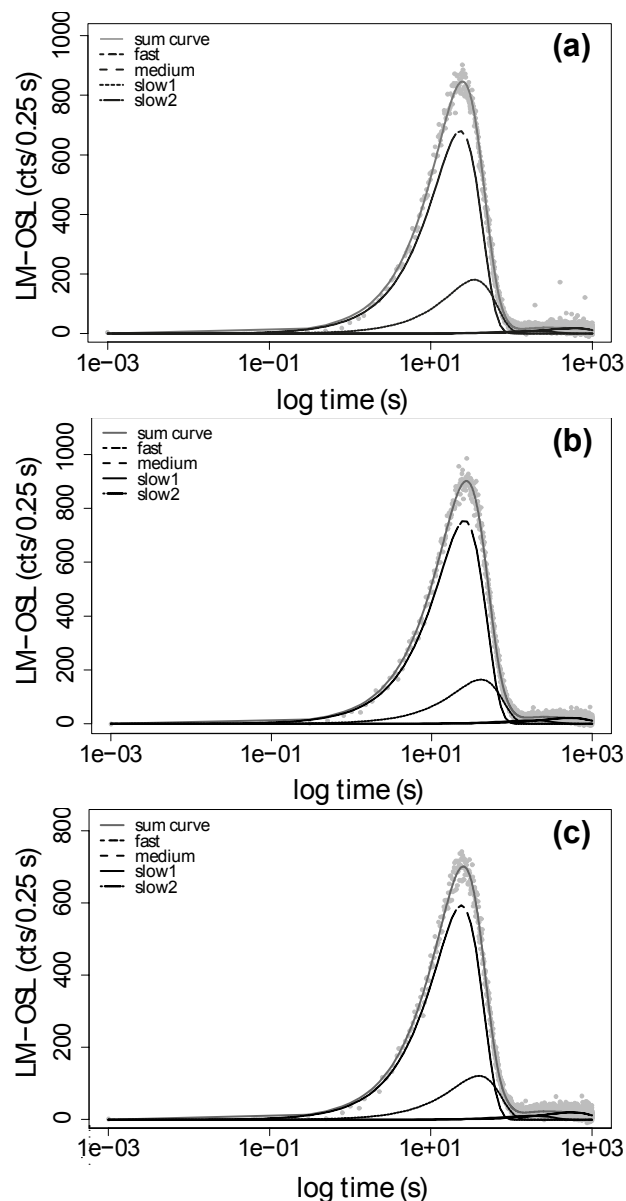 (a)
sum curve
fast
medium
slow1
slow2
LM-OSL (cts/0.25 s)
1000
800
600
400
200
0
1e-03 1e-01 1e+01 1e+03
log time (s)
(b)
sum curve
fast
medium
slow1
slow2
LM-OSL (cts/0.25 s)
1000
800
600
400
200
0
1e-03 1e-01 1e+01 1e+03
log time (s)
(c)
sum curve
fast
medium
slow1
slow2
LM-OSL (cts/0.25 s)
800
600
400
200
0
1e-03 1e-01 1e+01 1e+03
log time (s)